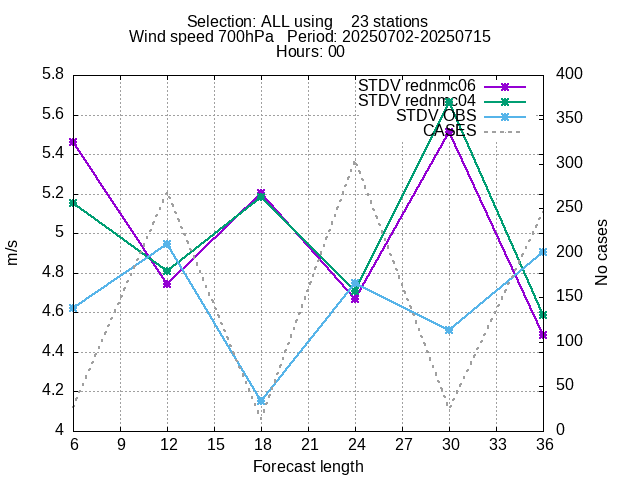 Selection: ALL using    23 stations
Wind speed 700hPa   Period: 20250702-20250715
Hours: 00
STDV rednmc06
STDV rednmc04
STDV OBS
CASES
m/s
No cases
5.8
5.6
5.4
5.2
5
4.8
4.6
4.4
4.2
4
400
350
300
250
200
150
100
50
0
6 9 12 15 18 21 24 27 30 33 36
Forecast length